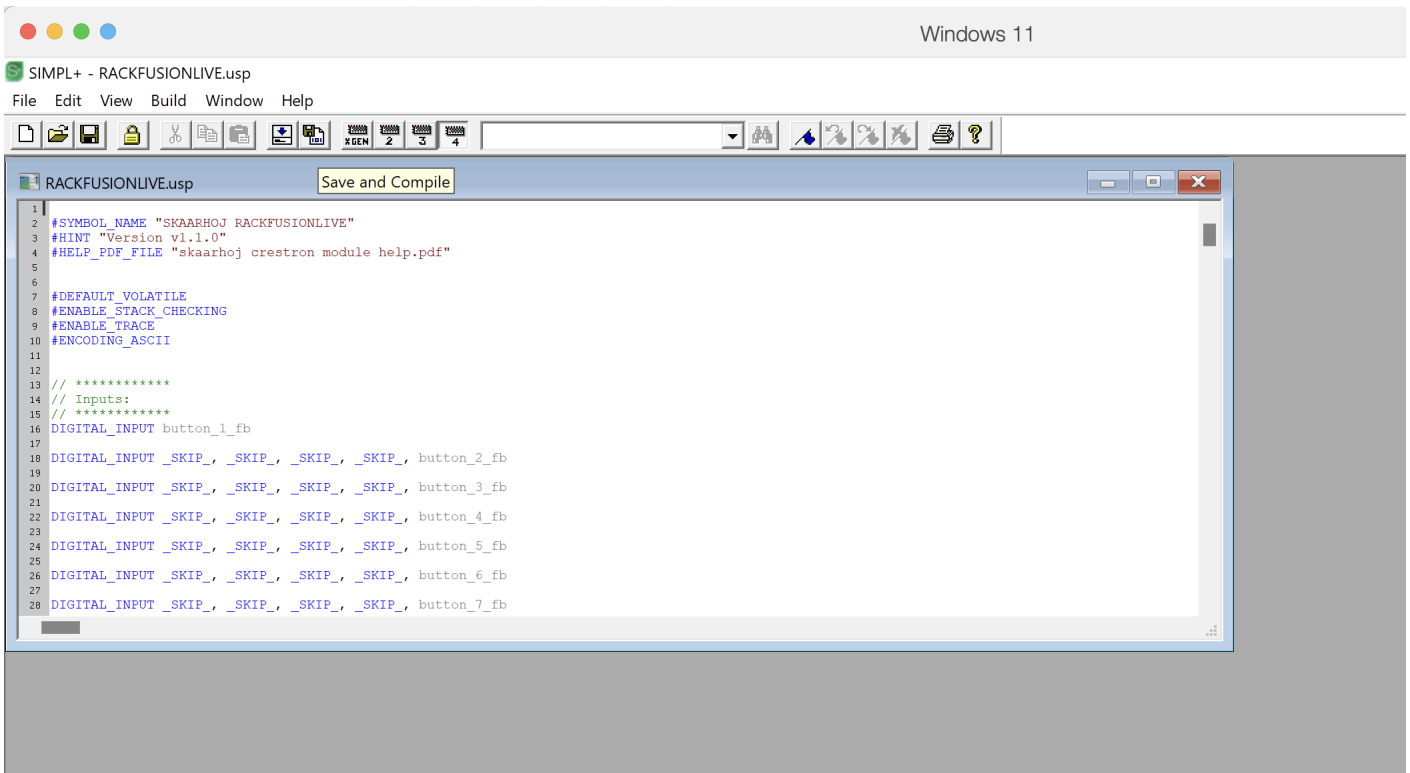 Windows 11
SIMPL+ - RACKFUSIONLIVE.usp
File Edit View Build Window Help
XGEN 2 3 4
RACKFUSIONLIVE.usp
Save and Compile
1
2 #SYMBOL_NAME "SKAARHOJ RACKFUSIONLIVE"
3 #HINT "Version v1.1.0"
4 #HELP_PDF_FILE "skaarhoj crestron module help.pdf"
5
6
7 #DEFAULT_VOLATILE
8 #ENABLE_STACK_CHECKING
9 #ENABLE_TRACE
10 #ENCODING_ASCII
11
12
13 // ************
14 // Inputs:
15 // ************
16 DIGITAL_INPUT button_1_fb
17
18 DIGITAL_INPUT _SKIP_, _SKIP_, _SKIP_, _SKIP_, button_2_fb
19
20 DIGITAL_INPUT _SKIP_, _SKIP_, _SKIP_, _SKIP_, button_3_fb
21
22 DIGITAL_INPUT _SKIP_, _SKIP_, _SKIP_, _SKIP_, button_4_fb
23
24 DIGITAL_INPUT _SKIP_, _SKIP_, _SKIP_, _SKIP_, button_5_fb
25
26 DIGITAL_INPUT _SKIP_, _SKIP_, _SKIP_, _SKIP_, button_6_fb
27
28 DIGITAL_INPUT _SKIP_, _SKIP_, _SKIP_, _SKIP_, button_7_fb